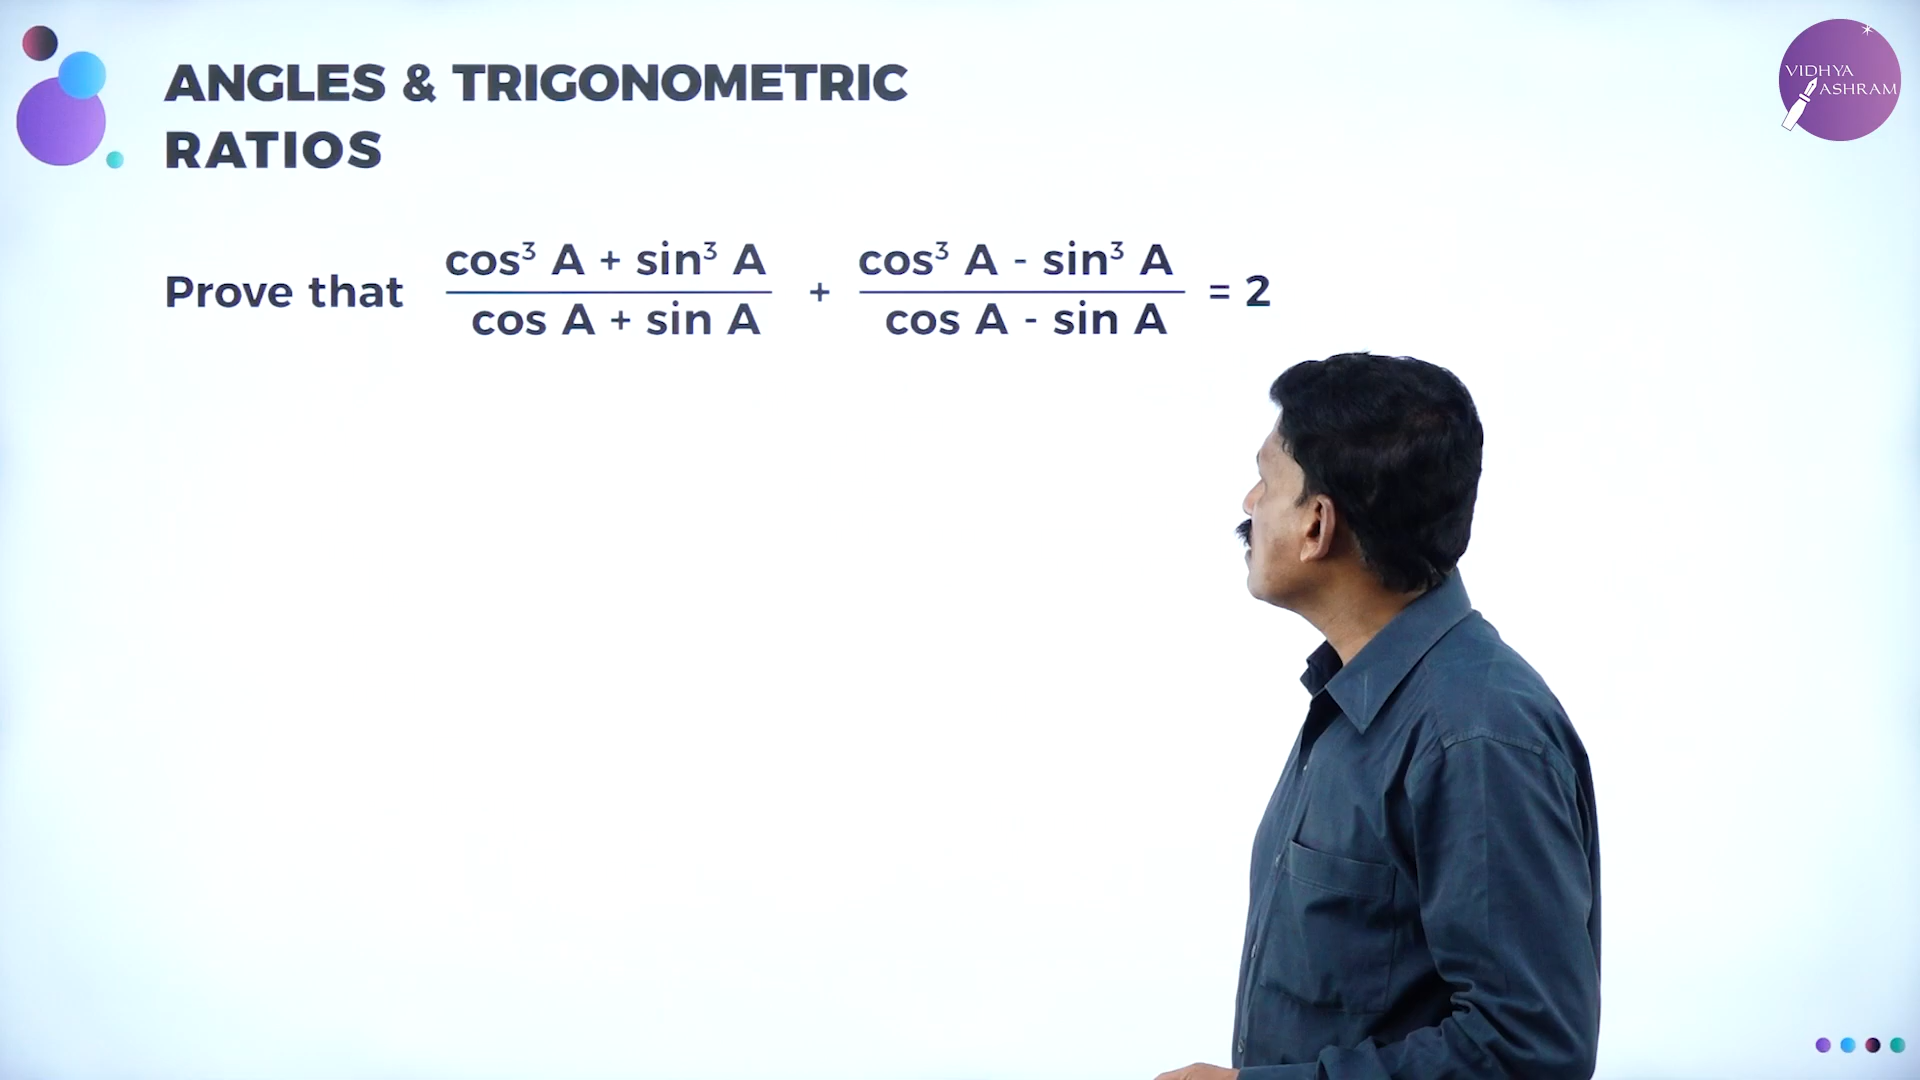 ANGLES & TRIGONOMETRIC
RATIOS
VIDHYA
ASHRAM
Prove that cos³ A + sin³ A / cos A + sin A + cos³ A - sin³ A / cos A - sin A = 2